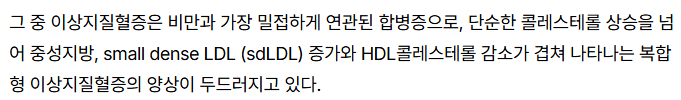 그 중 이상지질혈증은 비만과 가장 밀접하게 연관된 합병증으로, 단순한 콜레스테롤 상승을 넘
어 중성지방, small dense LDL (sdLDL) 증가와 HDL콜레스테롤 감소가 겹쳐 나타나는 복합
형 이상지질혈증의 양상이 두드러지고 있다.